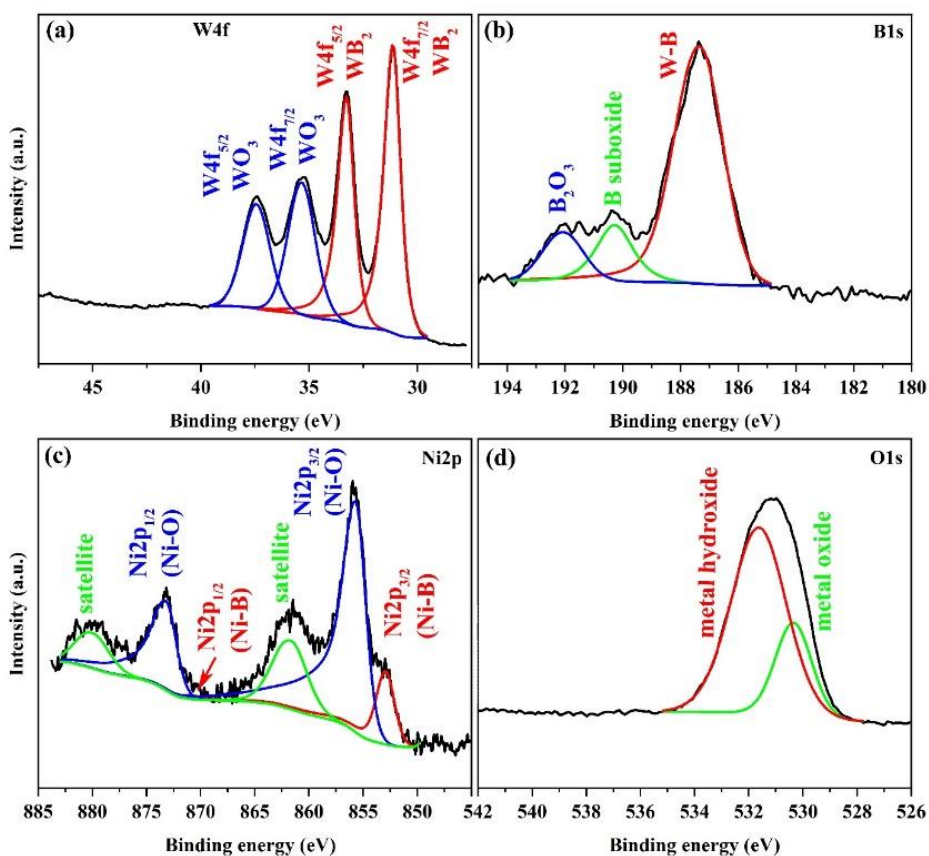 (a)
W4f
W4f5/2
WO3
W4f7/2
WO3
W4f5/2
WB2
W4f7/2
WB2
Intensity (a.u.)
45 40 35 30
Binding energy (eV)
(b)
B1s
B2O3
B suboxide
W-B
194 192 190 188 186 184 182 180
Binding energy (eV)
(c)
Ni2p
satellite
Ni2p1/2
(Ni-O)
Ni2p1/2
(Ni-B)
satellite
Ni2p3/2
(Ni-O)
Ni2p3/2
(Ni-B)
Intensity (a.u.)
885 880 875 870 865 860 855 850 845
Binding energy (eV)
(d)
O1s
metal hydroxide
metal oxide
542 540 538 536 534 532 530 528 526
Binding energy (eV)